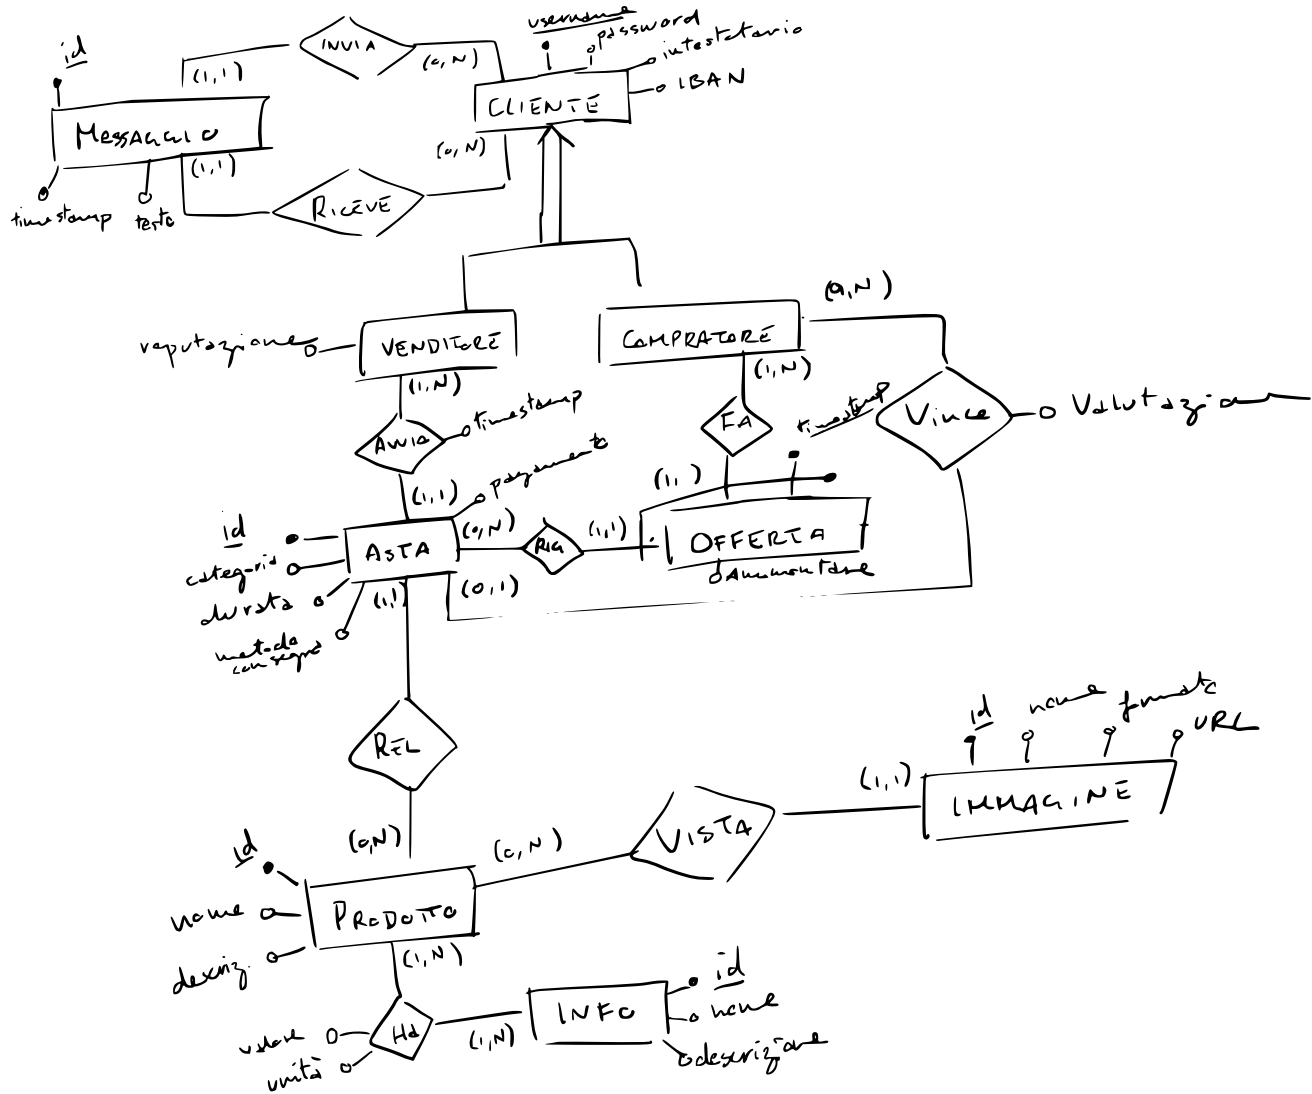 id
INVIA
username
password
intestatario
IBAN
(1,1)
(0,N)
CLIENTE
MESSAGGIO
(0,N)
(1,1)
RICEVE
timestamp
testo
(0,N)
reputazione
VENDITORE
COMPRATORE
(1,N)
(1,N)
timestamp
timestamp
FA
Vince
Valutazione
AVVIA
pagamento
(1,1)
(1, )
id
(0,N)
RIG
(1,1)
OFFERTA
ASTA
categoria
Ammontare
durata
(1,1)
(0,1)
metodo
consegna
REL
id
nome
formato
URL
(1,1)
IMMAGINE
VISTA
(0,N)
(0,N)
id
PRODOTTO
nome
descriz.
(1,N)
id
INFO
nome
Ha
(1,N)
valore
descrizione
unità